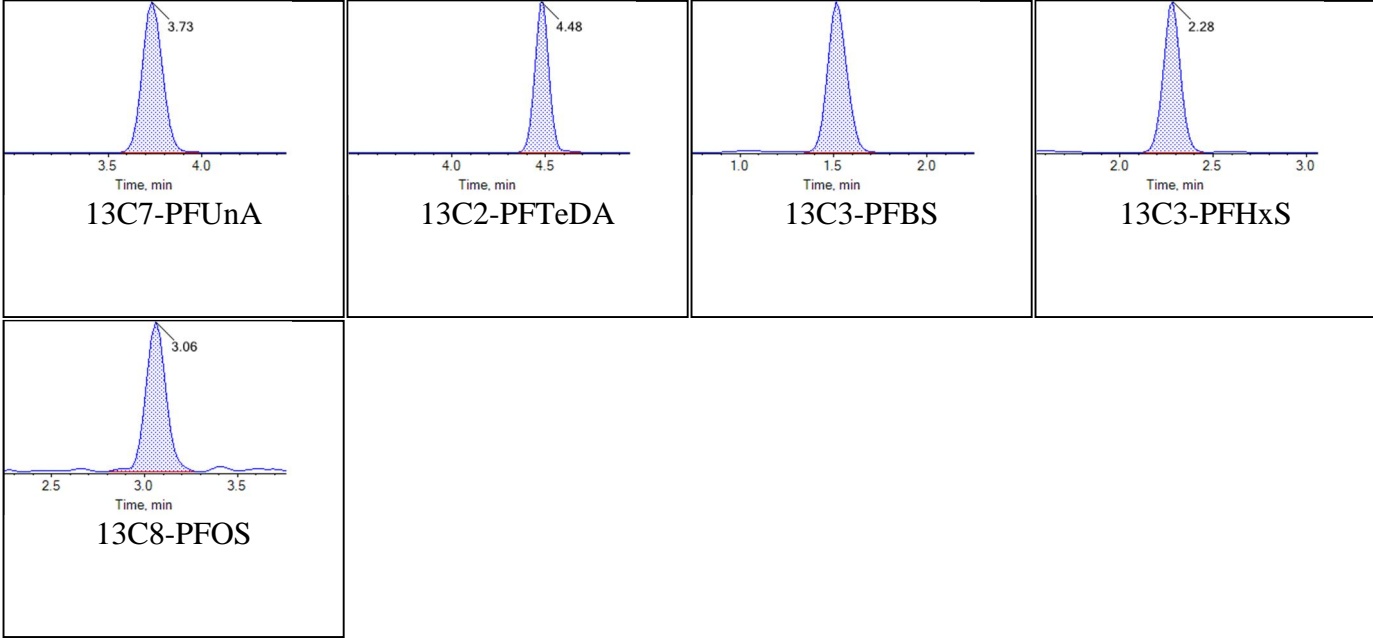 3.73
3.5 4.0
Time, min
13C7-PFUnA
4.48
4.0 4.5
Time, min
13C2-PFTeDA
1.0 1.5 2.0
Time, min
13C3-PFBS
2.28
2.0 2.5 3.0
Time, min
13C3-PFHxS
3.06
2.5 3.0 3.5
Time, min
13C8-PFOS